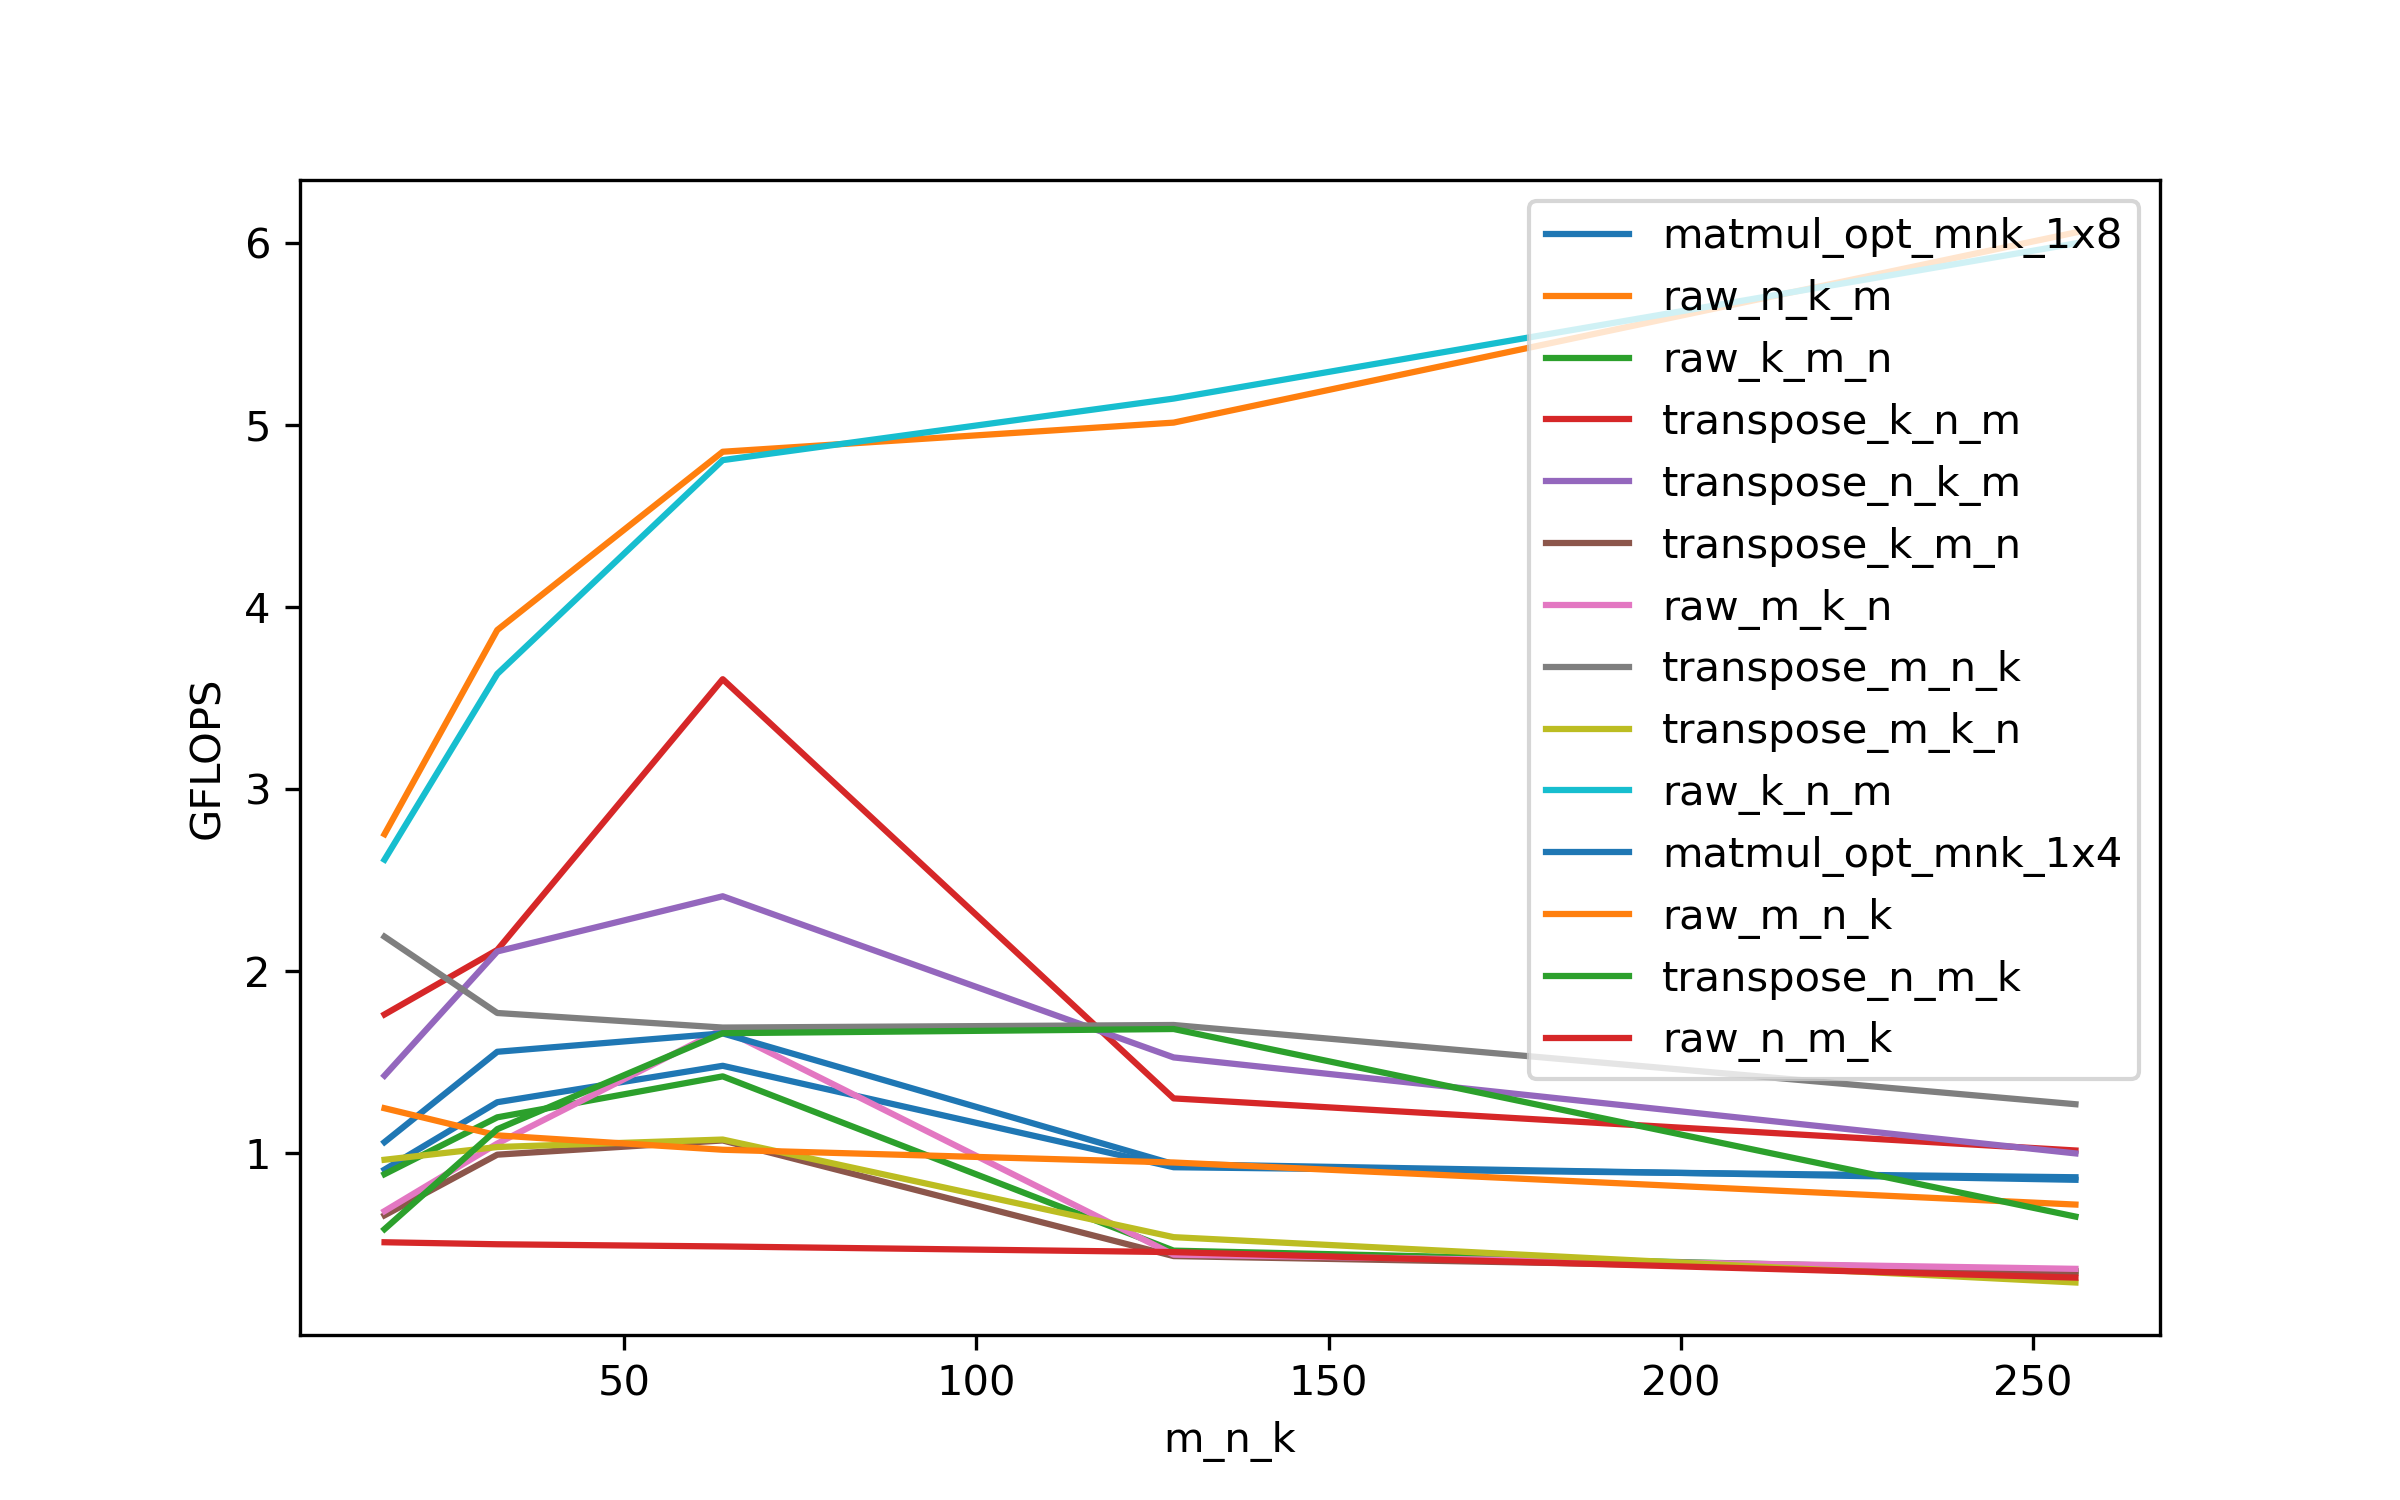 6
5
4
3
2
1
GFLOPS
50 100 150 200 250
m_n_k
matmul_opt_mnk_1x8
raw_n_k_m
raw_k_m_n
transpose_k_n_m
transpose_n_k_m
transpose_k_m_n
raw_m_k_n
transpose_m_n_k
transpose_m_k_n
raw_k_n_m
matmul_opt_mnk_1x4
raw_m_n_k
transpose_n_m_k
raw_n_m_k